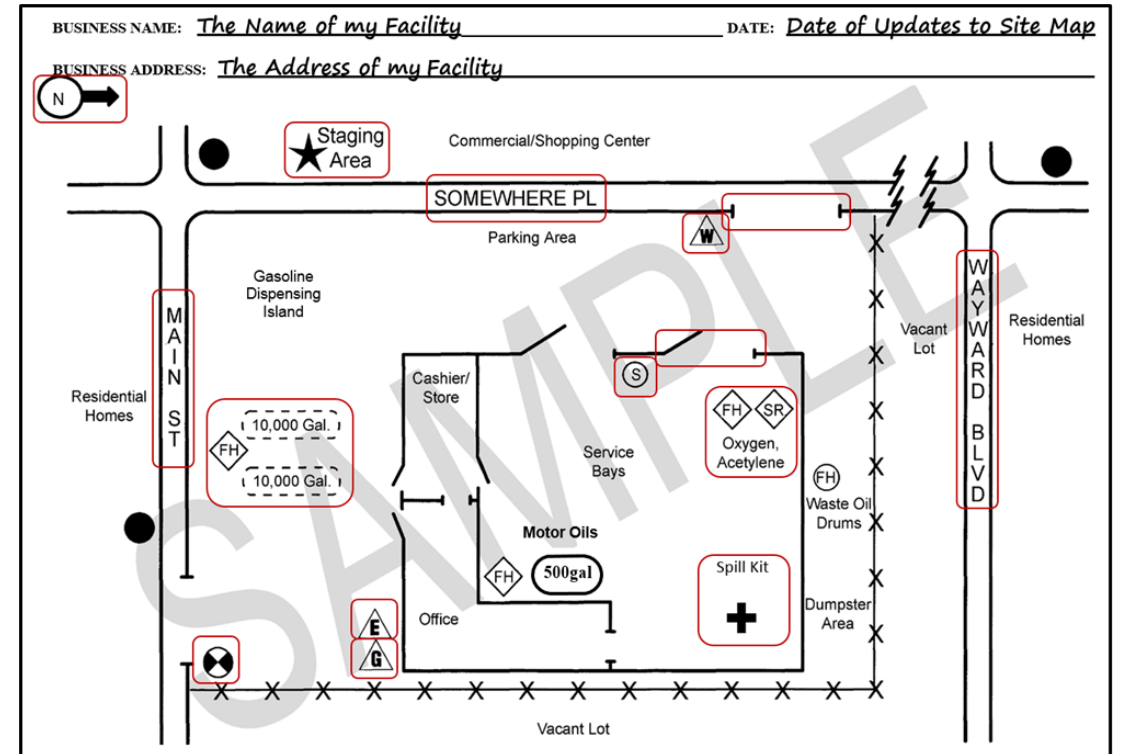 BUSINESS NAME: The Name of my Facility DATE: Date of Updates to Site Map
BUSINESS ADDRESS: The Address of my Facility
N
Staging
Area
Commercial/Shopping Center
SOMEWHERE PL
W
Parking Area
Gasoline
Dispensing
Island
MAIN ST
Residential
Homes
WAYWARD BLVD
Vacant
Lot
Residential
Homes
Cashier/
Store
S
FH SR
Oxygen,
Acetylene
10,000 Gal.
FH
10,000 Gal.
Service
Bays
FH
Waste Oil
Drums
Motor Oils
FH 500gal
Spill Kit
Dumpster
Area
Office
E
G
X X X X X X X X X
X X X X X X X X X X X X X
Vacant Lot
SAMPLE